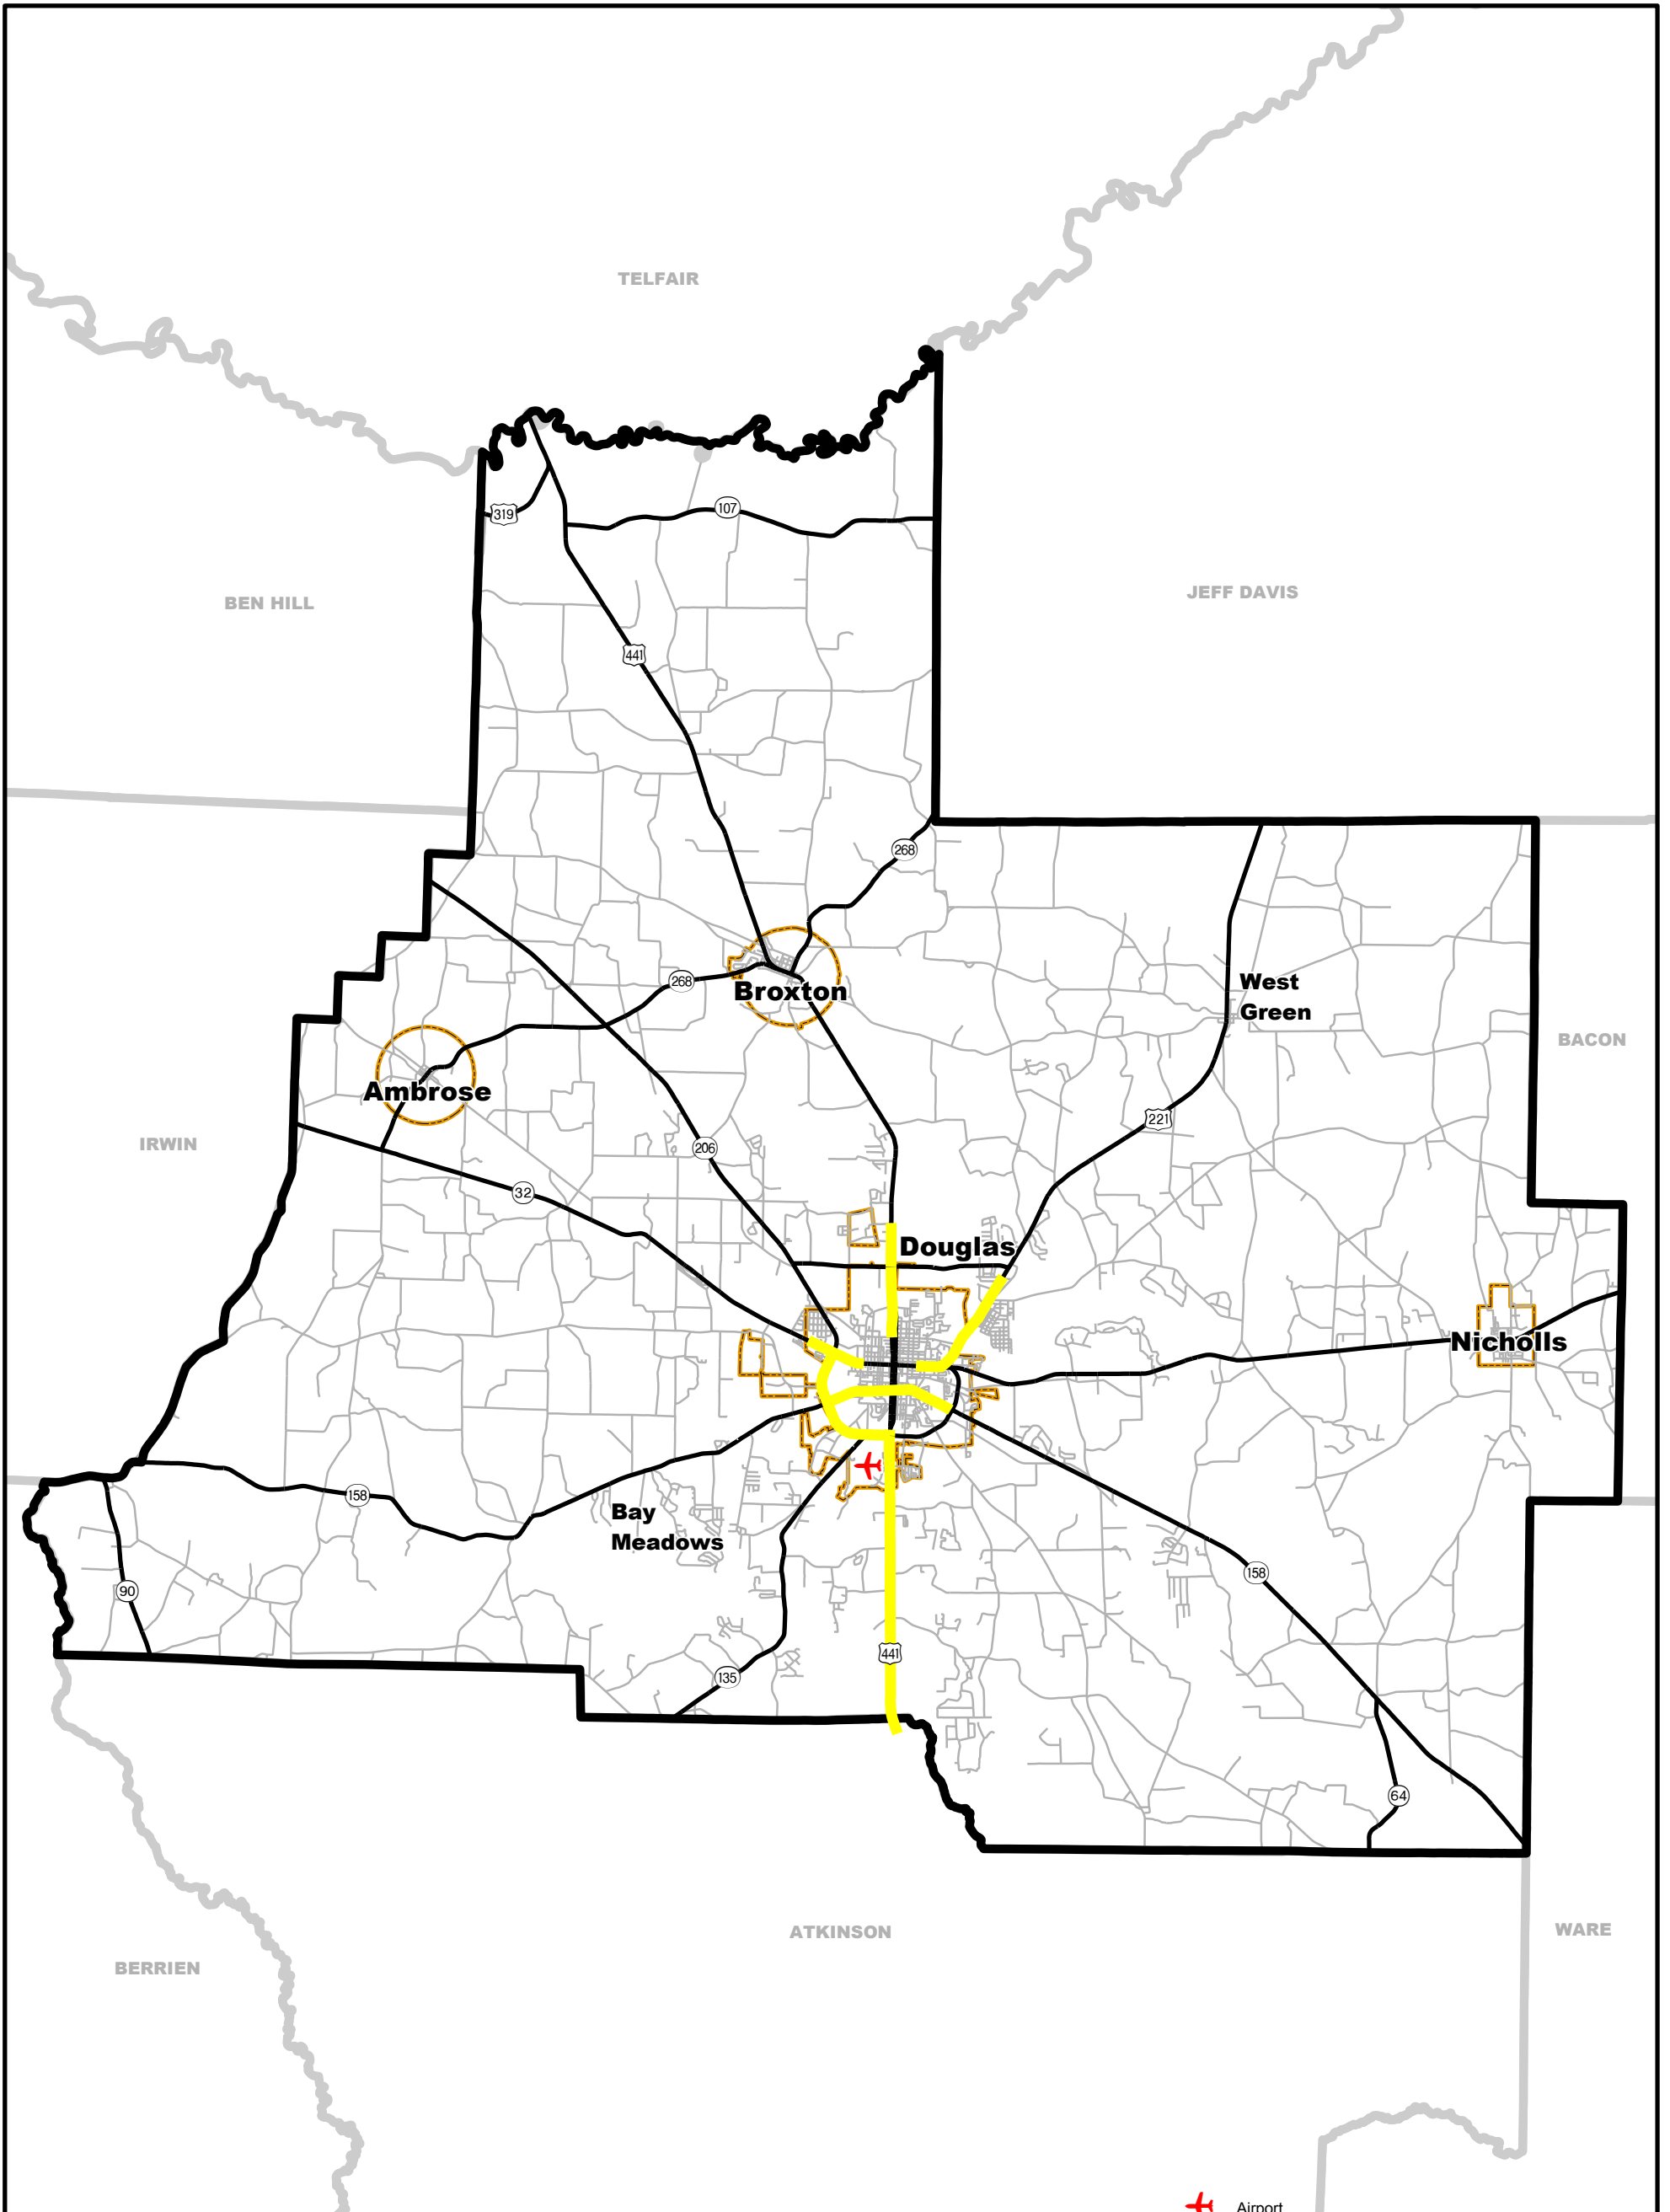 TELFAIR
319
107
BEN HILL
JEFF DAVIS
441
268
268
Broxton
West
Green
BACON
Ambrose
221
IRWIN
206
32
Douglas
Nicholls
158
Bay
Meadows
158
90
441
135
64
ATKINSON
WARE
BERRIEN
Airport